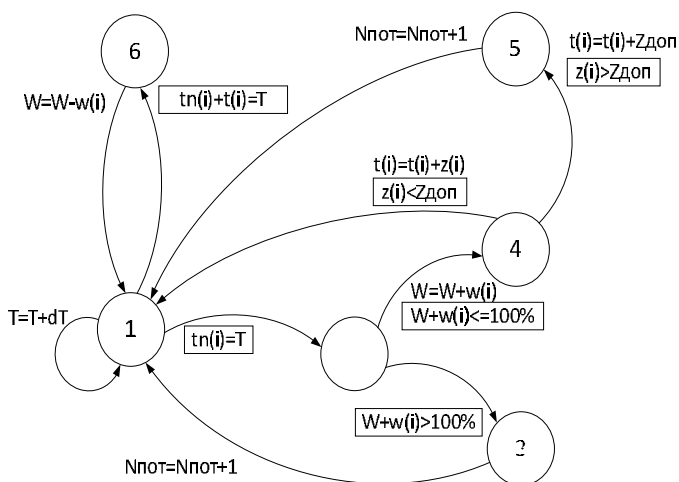 6
Nпот=Nпот+1
5
t(i)=t(i)+Zдоп
z(i)>Zдоп
W=W-w(i)
tn(i)+t(i)=T
t(i)=t(i)+z(i)
z(i)<Zдоп
4
W=W+w(i)
W+w(i)<=100%
T=T+dT
1
tn(i)=T
W+w(i)>100%
Nпот=Nпот+1